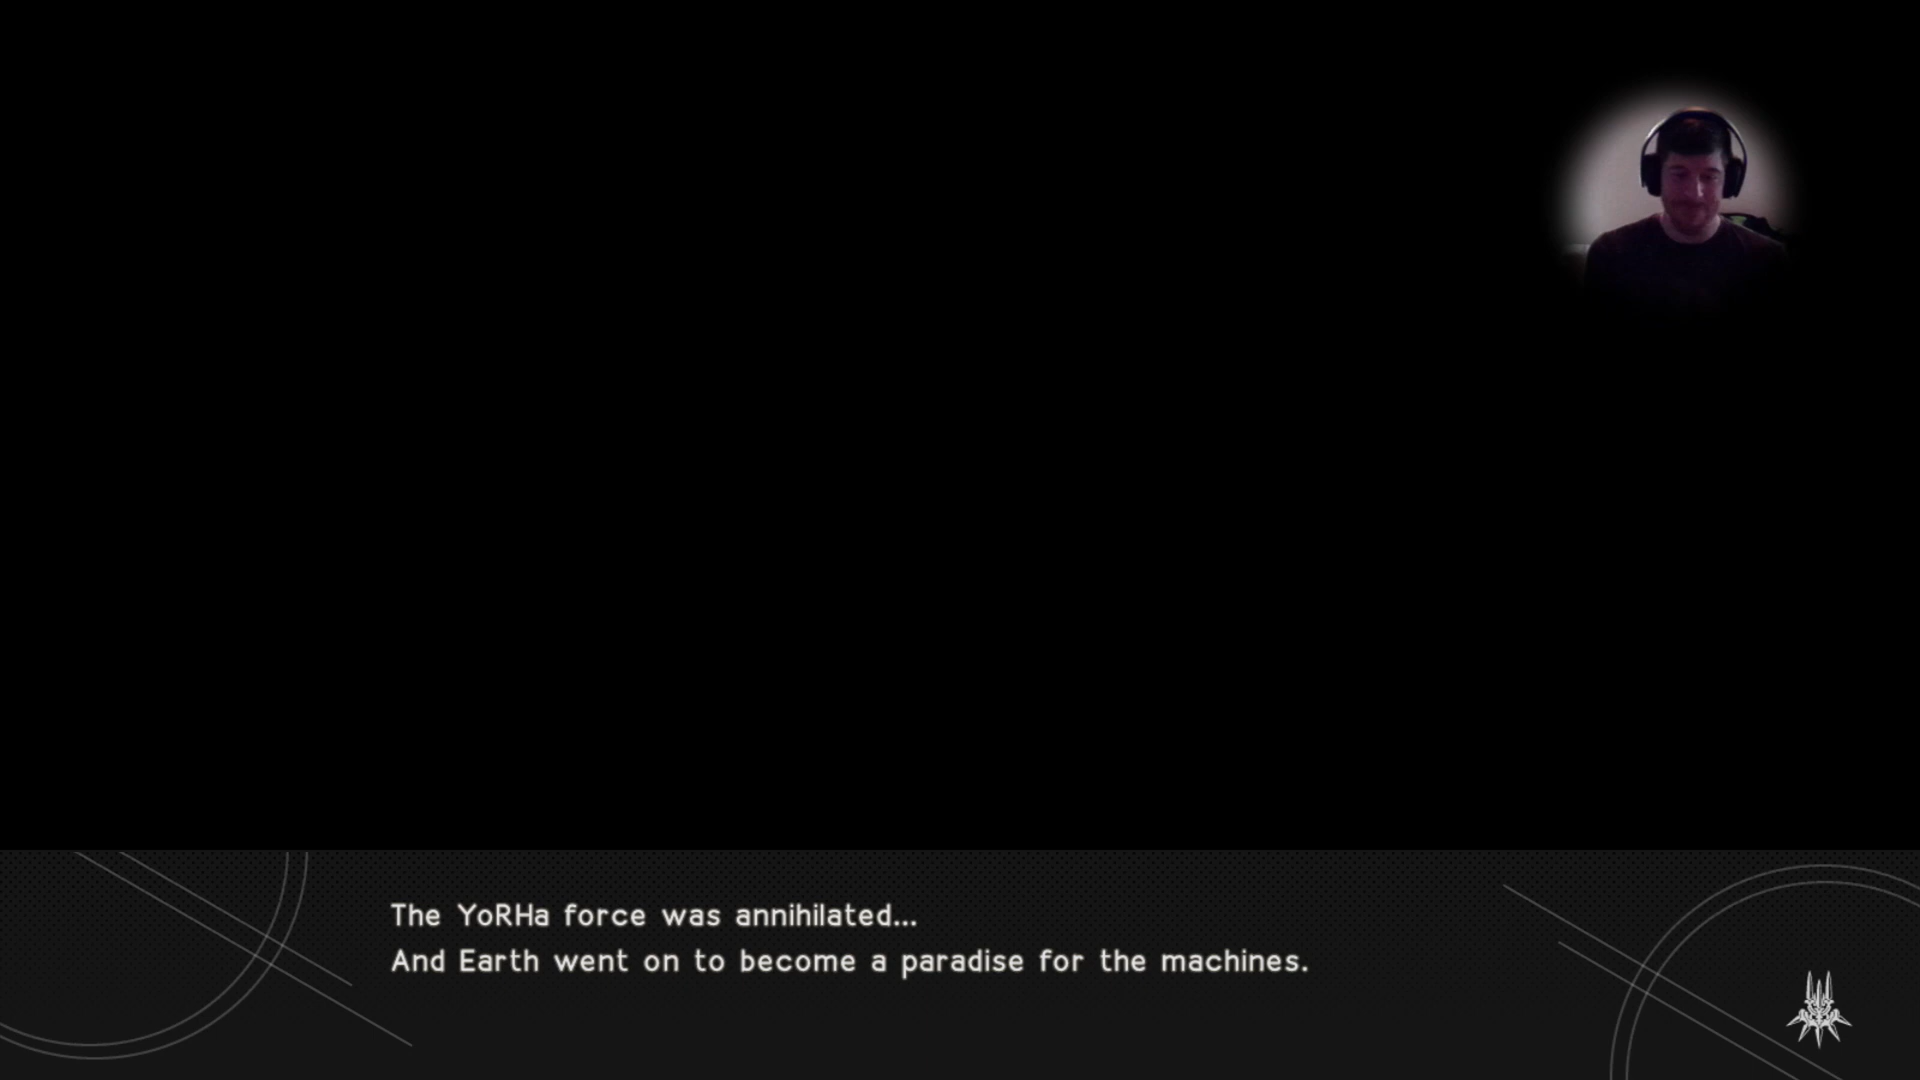 The YoRHa force was annihilated...
And Earth went on to become a paradise for the machines.